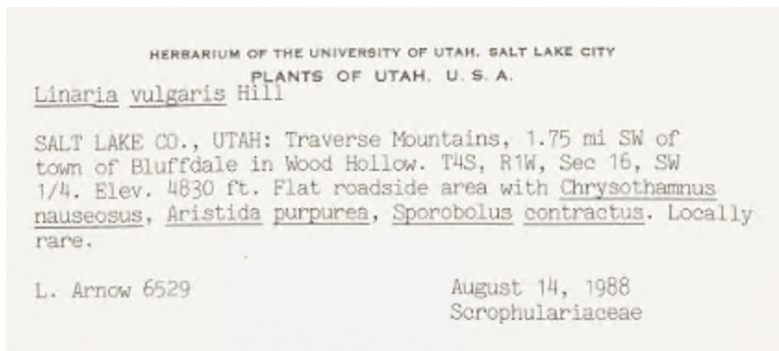 HERBARIUM OF THE UNIVERSITY OF UTAH, SALT LAKE CITY
PLANTS OF UTAH, U. S. A.
Linaria vulgaris Hill
SALT LAKE CO., UTAH: Traverse Mountains, 1.75 mi SW of
town of Bluffdale in Wood Hollow. T4S, R1W, Sec 16, SW
1/4. Elev. 4830 ft. Flat roadside area with Chrysothamnus
nauseosus, Aristida purpurea, Sporobolus contractus. Locally
rare.
L. Arnow 6529
August 14, 1988
Scrophulariaceae